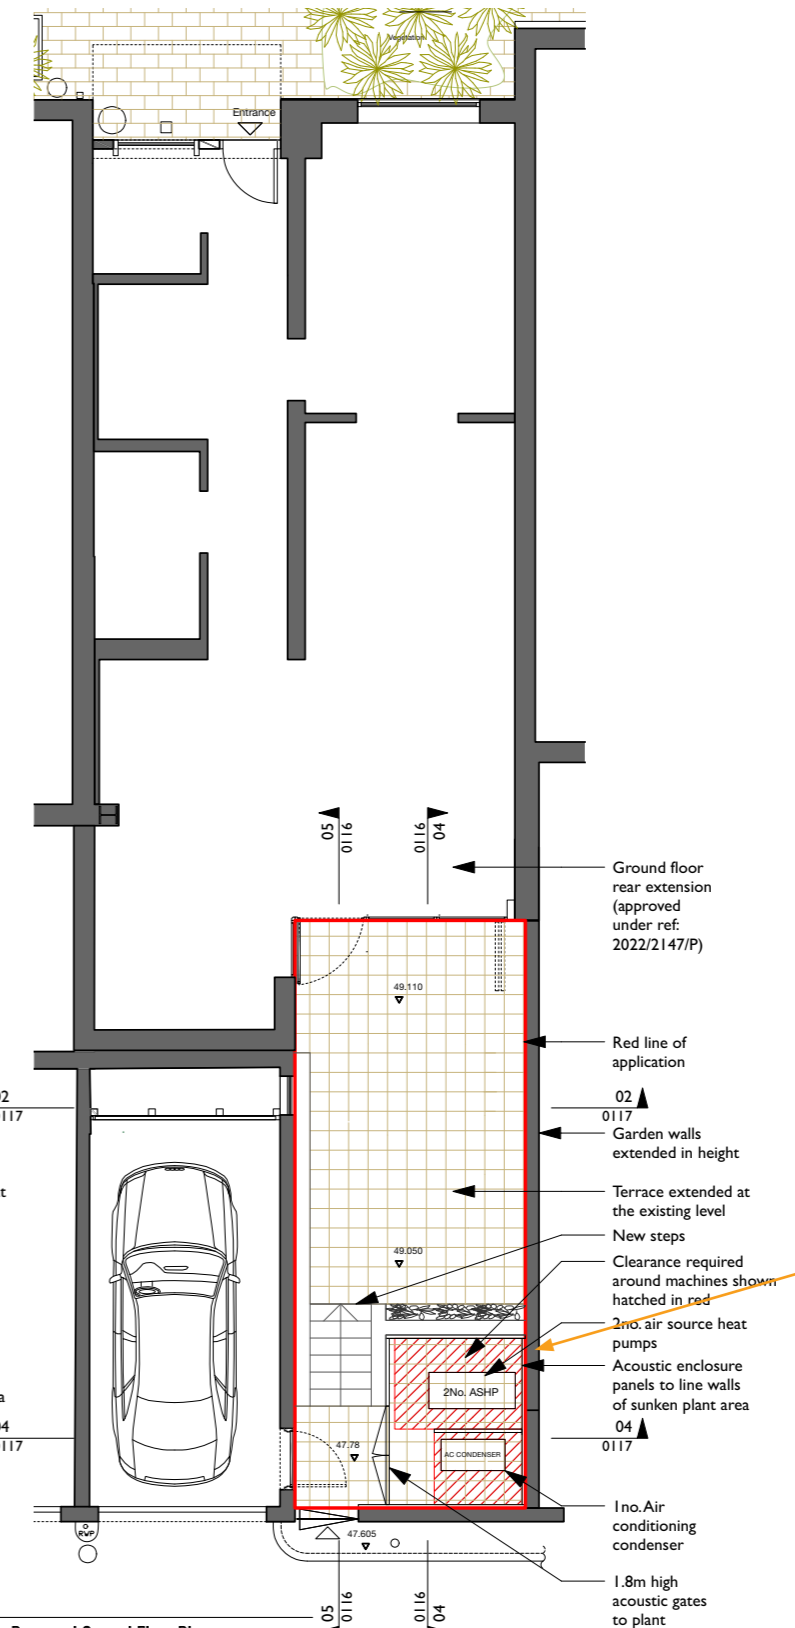 Vegetation
Entrance
05
0116
0116
04
Ground floor
rear extension
(approved
under ref:
2022/2147/P)
49.110
Red line of
application
02
0117
02
0117
Garden walls
extended in height
Terrace extended at
the existing level
New steps
49.050
Clearance required
around machines shown
hatched in red
2no. air source heat
pumps
Acoustic enclosure
panels to line walls
of sunken plant area
2No. ASHP
04
0117
04
0117
47.78
AC CONDENSER
1no. Air
conditioning
condenser
RWP
47.605
1.8m high
acoustic gates
to plant
05
0116
0116
04